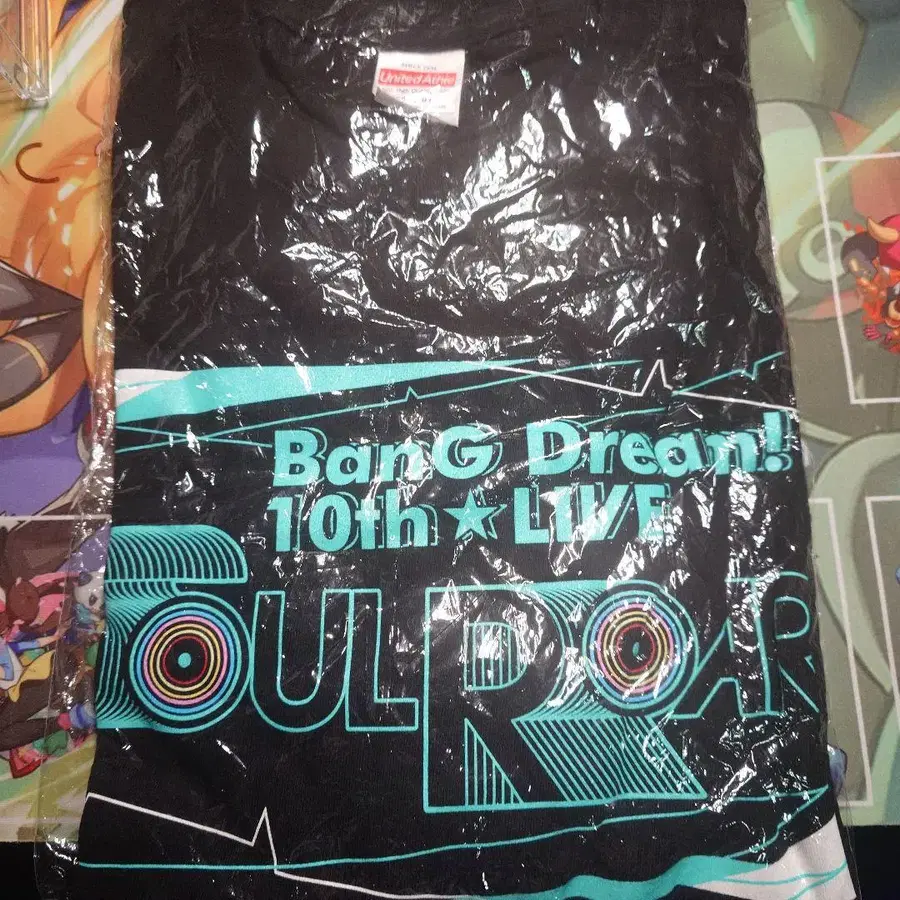 United Athle
BanG Dream!
10th★LIVE
SOUL ROAR